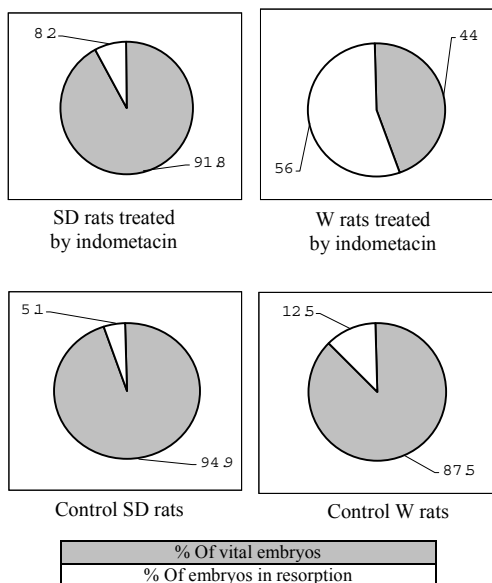 8.2
91.8
44
56
SD rats treated
by indometacin
W rats treated
by indometacin
5.1
94.9
12.5
87.5
Control SD rats
Control W rats
% Of vital embryos
% Of embryos in resorption